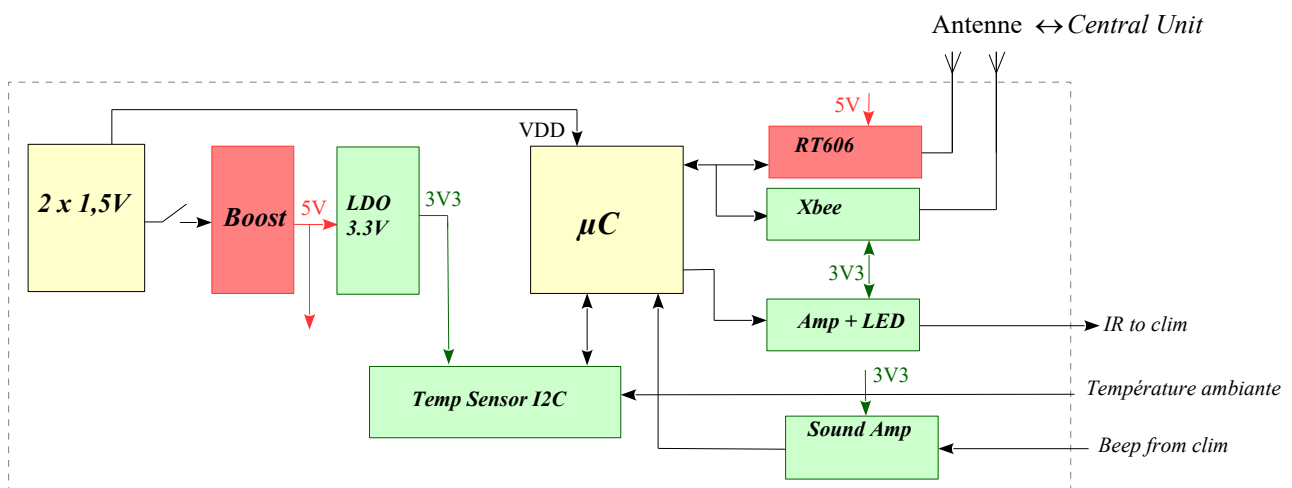 Antenne ↔ Central Unit
5V
VDD
RT606
2 x 1,5V
Boost
5V
LDO
3.3V
3V3
µC
Xbee
3V3
Amp + LED
IR to clim
3V3
Temp Sensor I2C
Température ambiante
Sound Amp
Beep from clim